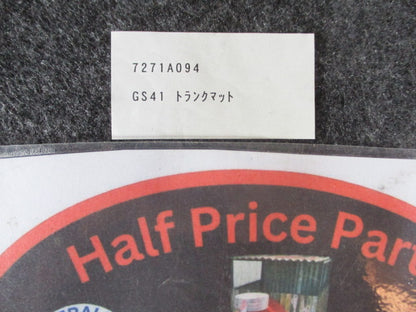 7271A094
GS41 ﾄﾗﾝｸﾏｯﾄ
Half Price Part